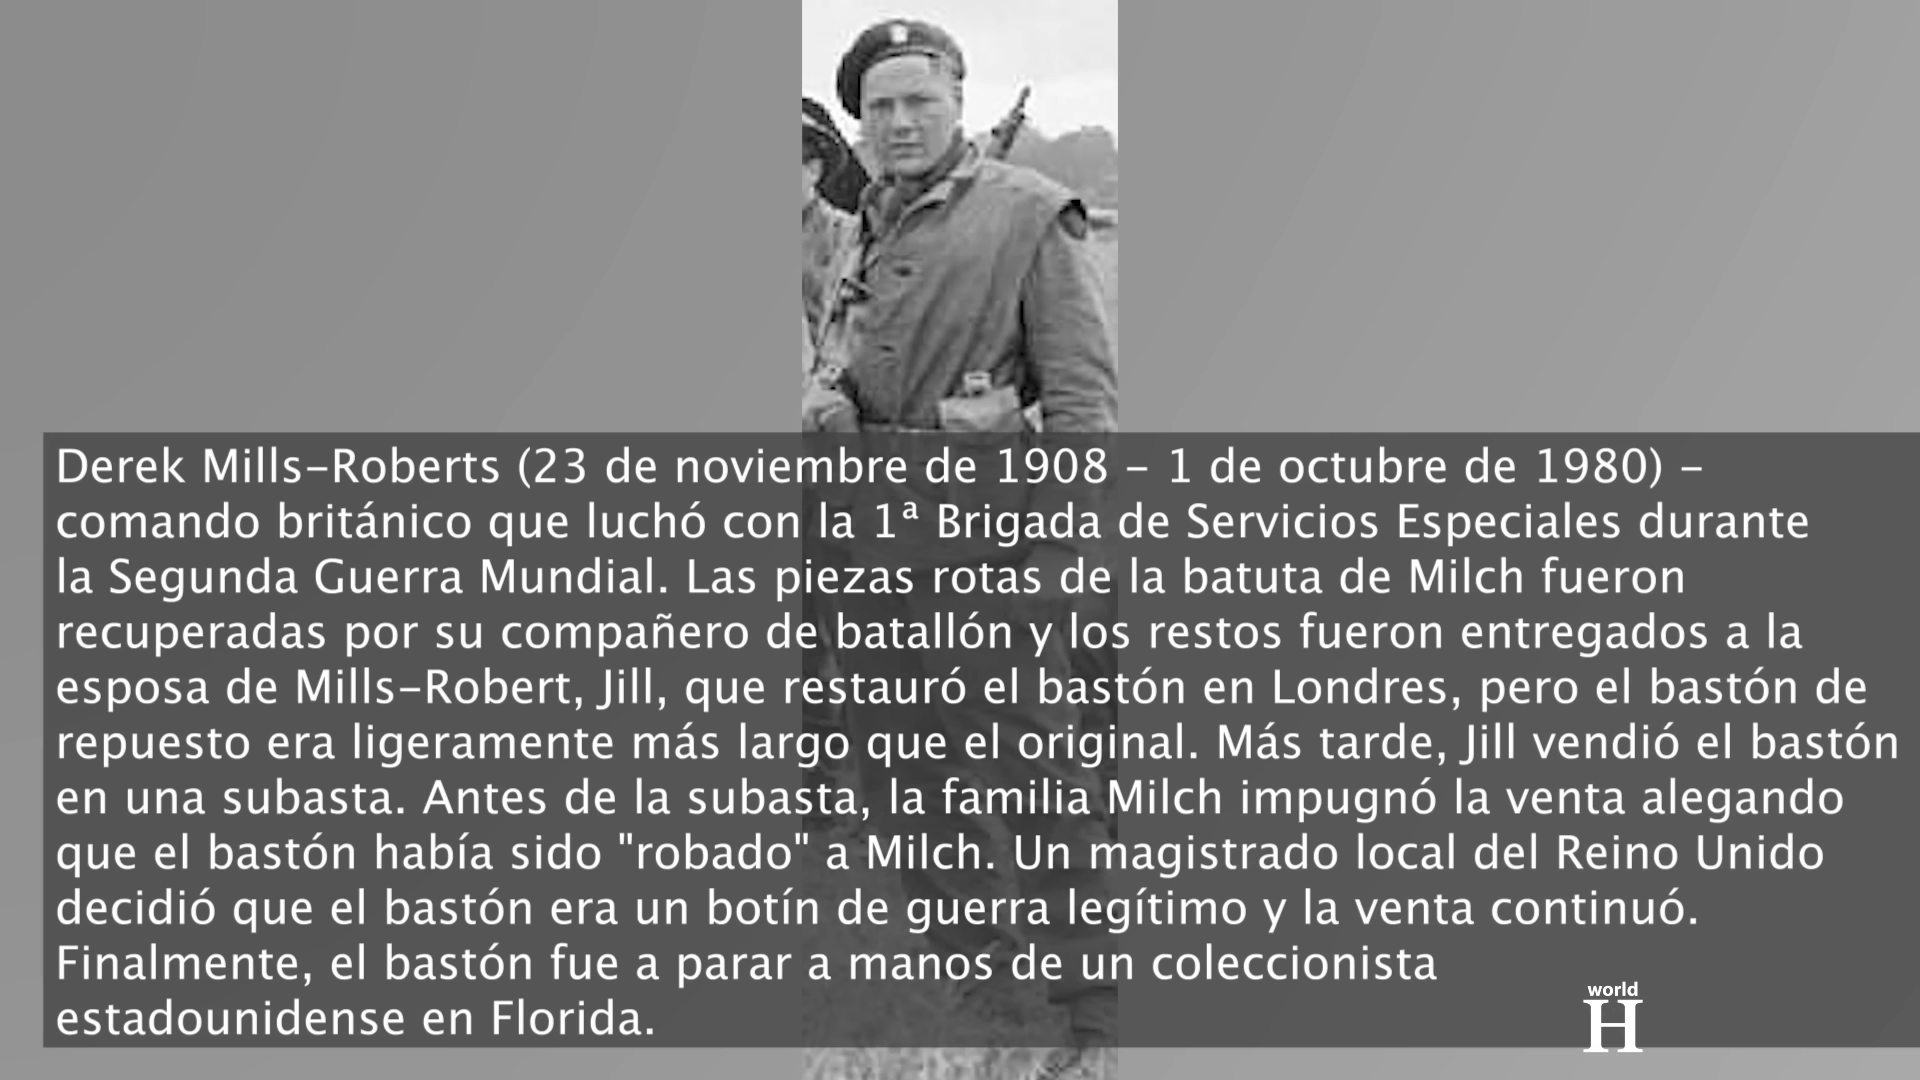 Derek Mills-Roberts (23 de noviembre de 1908 - 1 de octubre de 1980) -
comando británico que luchó con la 1ª Brigada de Servicios Especiales durante
la Segunda Guerra Mundial. Las piezas rotas de la batuta de Milch fueron
recuperadas por su compañero de batallón y los restos fueron entregados a la
esposa de Mills-Robert, Jill, que restauró el bastón en Londres, pero el bastón de
repuesto era ligeramente más largo que el original. Más tarde, Jill vendió el bastón
en una subasta. Antes de la subasta, la familia Milch impugnó la venta alegando
que el bastón había sido "robado" a Milch. Un magistrado local del Reino Unido
decidió que el bastón era un botín de guerra legítimo y la venta continuó.
Finalmente, el bastón fue a parar a manos de un coleccionista
estadounidense en Florida.
world
H